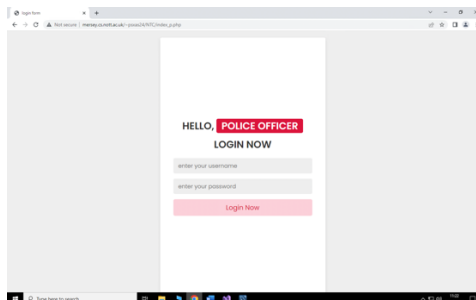 login form
Not secure
HELLO, POLICE OFFICER
LOGIN NOW
enter your username
enter your password
Login Now
Type here to search